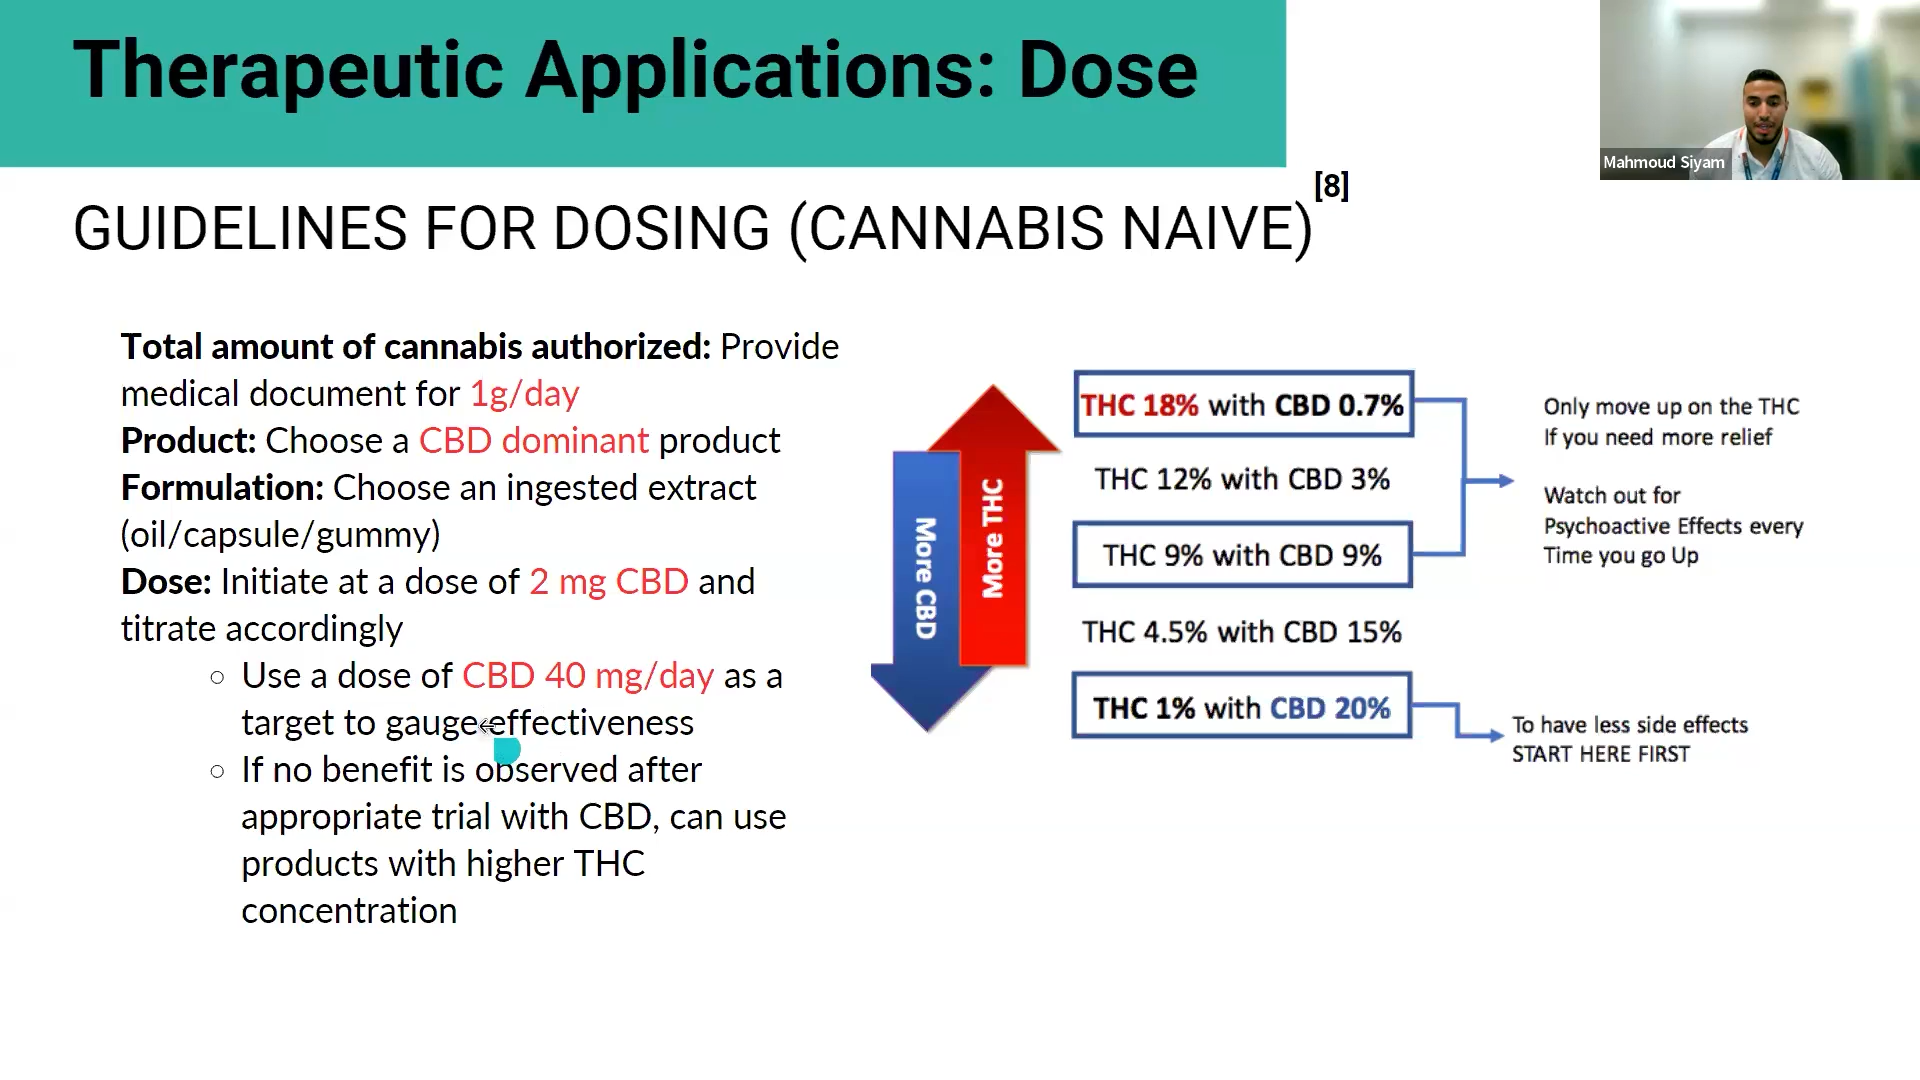 Therapeutic Applications: Dose
Mahmoud Siyam
GUIDELINES FOR DOSING (CANNABIS NAIVE)[8]
Total amount of cannabis authorized: Provide
medical document for 1g/day
Product: Choose a CBD dominant product
Formulation: Choose an ingested extract
(oil/capsule/gummy)
Dose: Initiate at a dose of 2 mg CBD and
titrate accordingly
○ Use a dose of CBD 40 mg/day as a
target to gauge effectiveness
○ If no benefit is observed after
appropriate trial with CBD, can use
products with higher THC
concentration
More CBD
More THC
THC 18% with CBD 0.7%
THC 12% with CBD 3%
THC 9% with CBD 9%
THC 4.5% with CBD 15%
THC 1% with CBD 20%
Only move up on the THC
If you need more relief
Watch out for
Psychoactive Effects every
Time you go Up
To have less side effects
START HERE FIRST